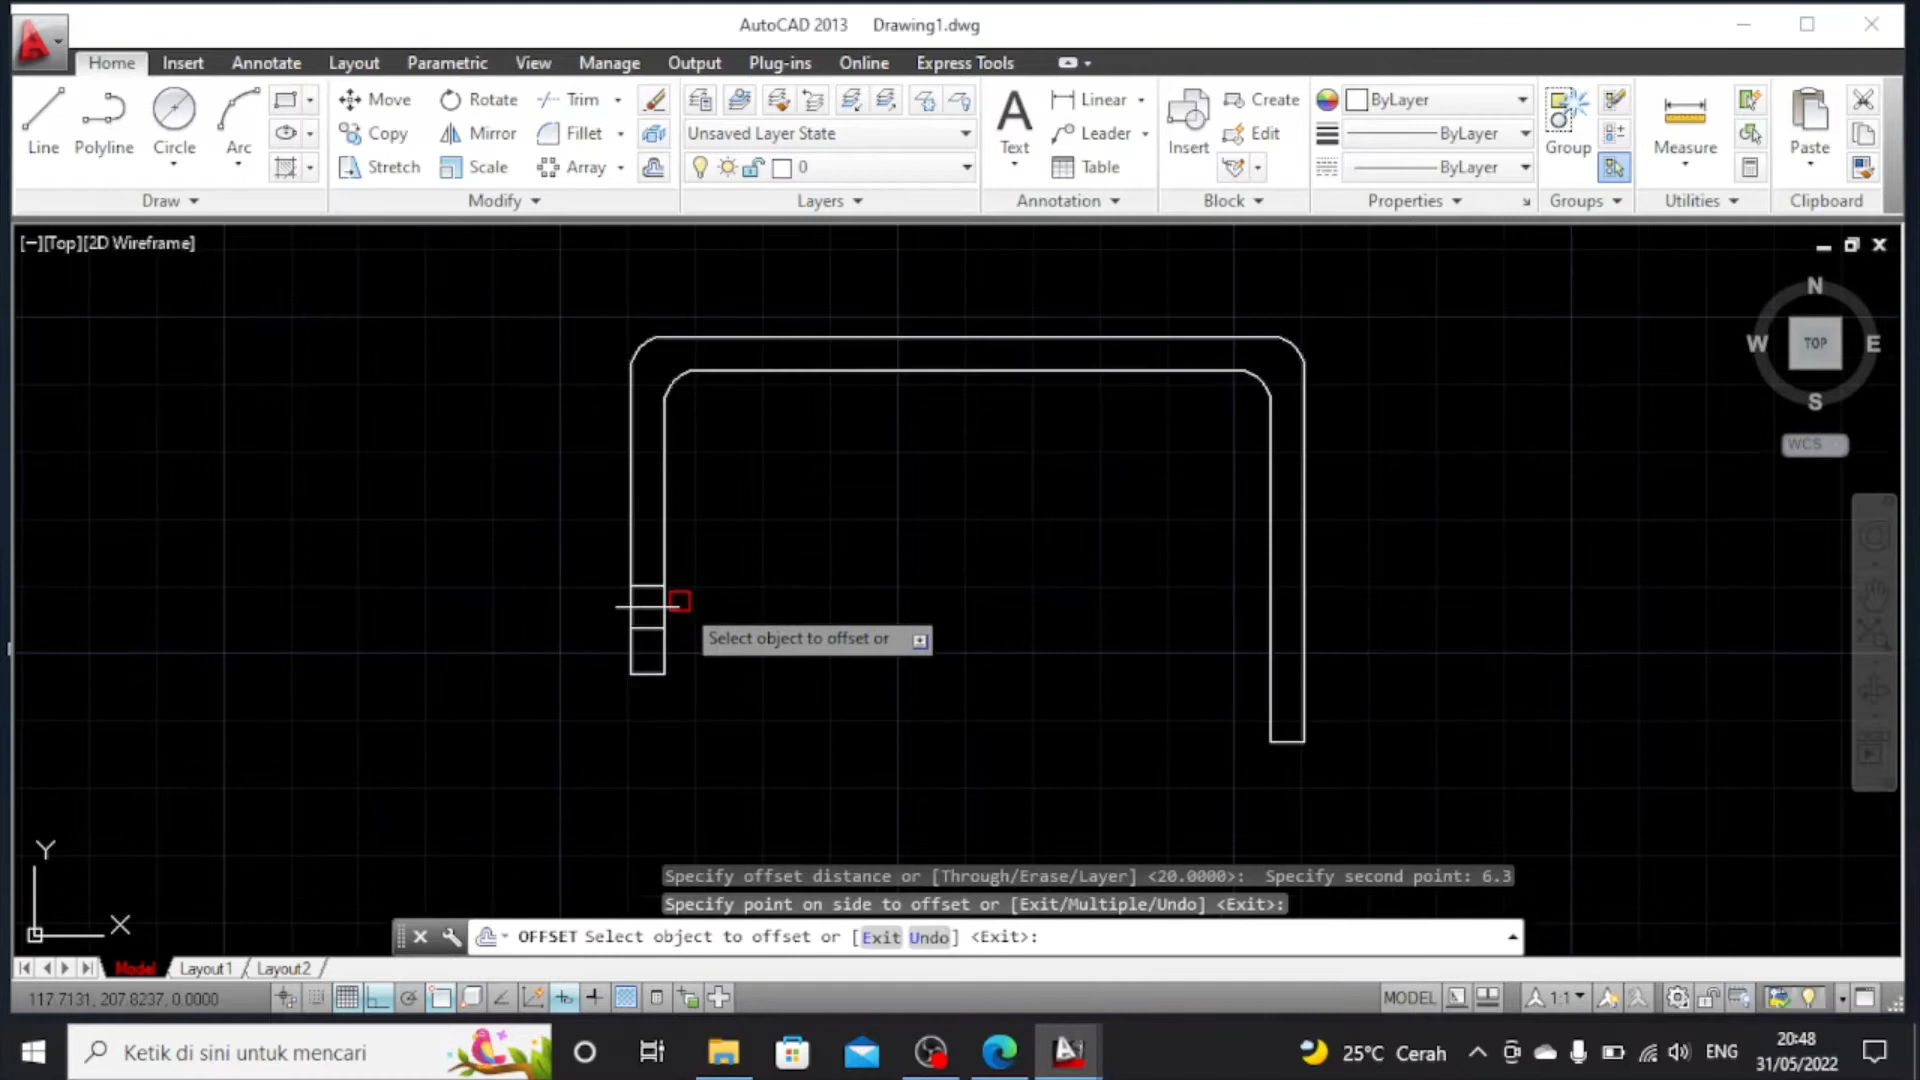 AutoCAD 2013 Drawing1.dwg
Home Insert Annotate Layout Parametric View Manage Output Plug-ins Online Express Tools
Line Polyline Circle Arc
Move Rotate Trim
Copy Mirror Fillet
Stretch Scale Array
Unsaved Layer State
0
Text
Linear
Leader
Table
Insert
Create
Edit
ByLayer
ByLayer
ByLayer
Group
Measure
Paste
Draw Modify Layers Annotation Block Properties Groups Utilities Clipboard
[−][Top][2D Wireframe]
N
W TOP E
S
WCS
Select object to offset or
Y
X
Specify offset distance or [Through/Erase/Layer] <20.0000>: Specify second point: 6.3
Specify point on side to offset or [Exit/Multiple/Undo] <Exit>:
OFFSET Select object to offset or [Exit Undo] <Exit>:
Model Layout1 Layout2
117.7131, 207.8237, 0.0000 MODEL 1:1
Ketik di sini untuk mencari
25°C Cerah ENG
20:48
31/05/2022